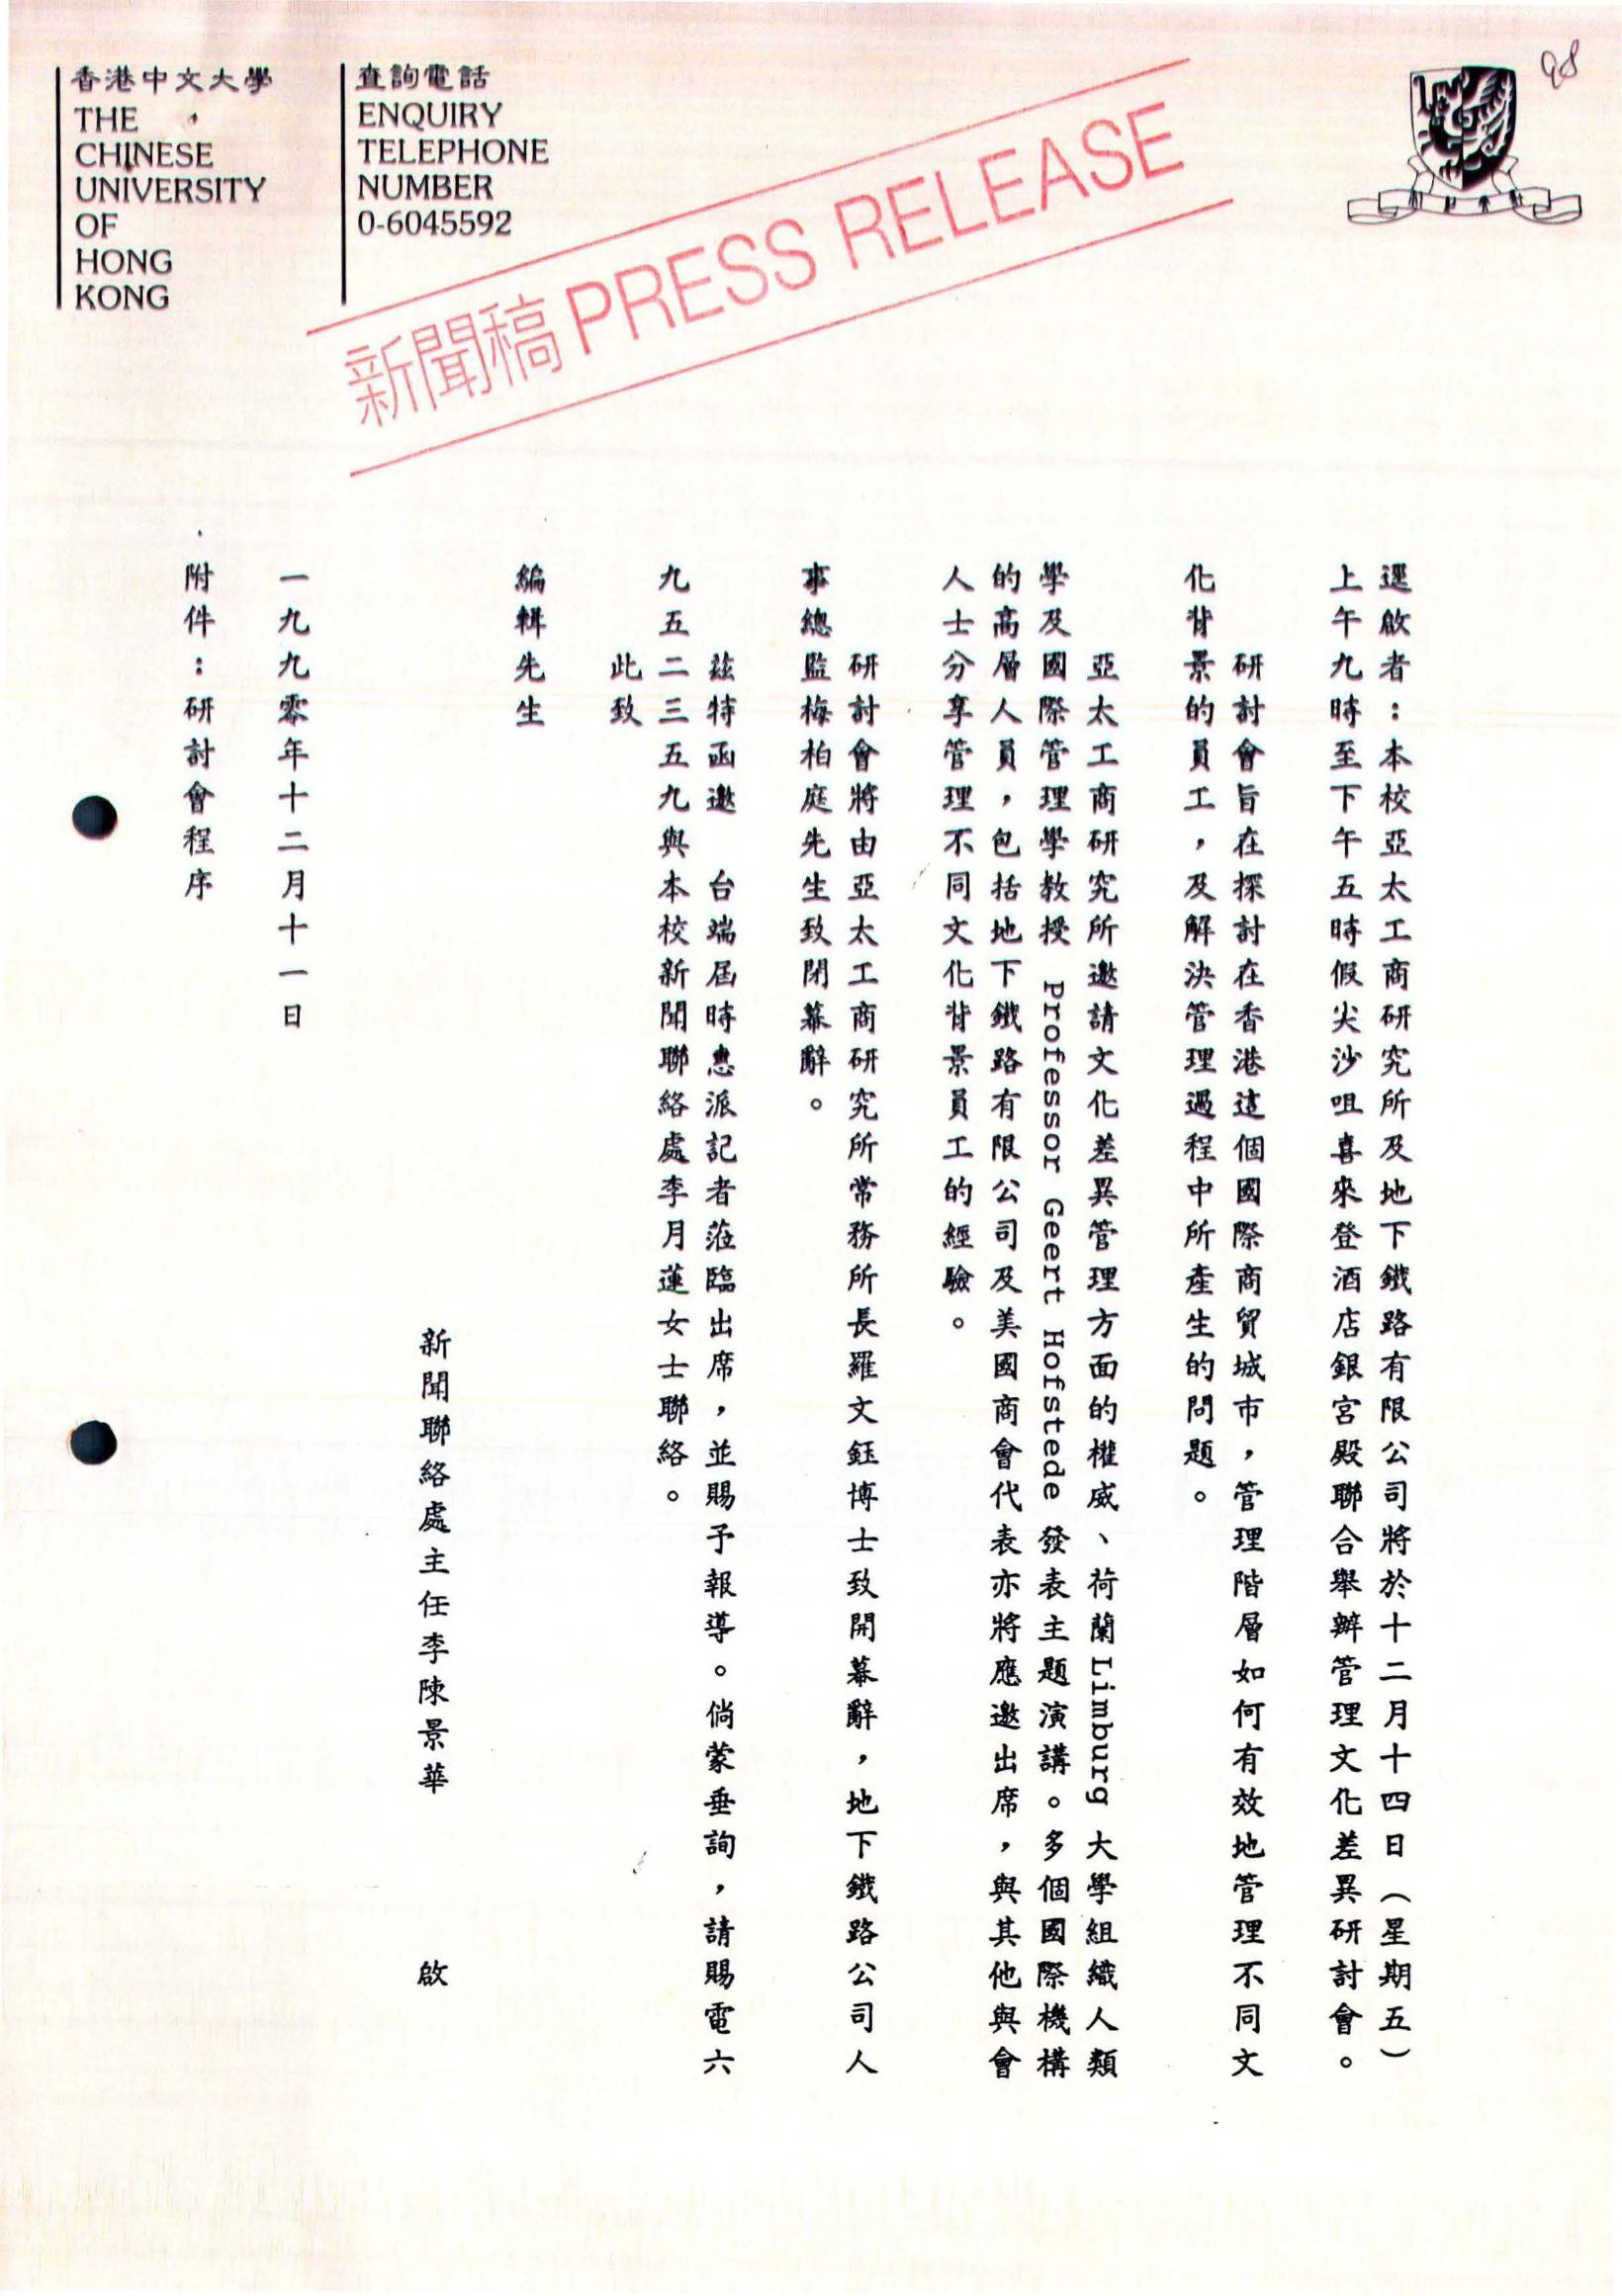 香港中文大學
THE
CHINESE
UNIVERSITY
OF
HONG
KONG
查詢電話
ENQUIRY
TELEPHONE
NUMBER
0-6045592
98
新聞稿 PRESS RELEASE
逕啟者：本校亞太工商研究所及地下鐵路有限公司將於十二月十四日（星期五）
上午九時至下午五時假尖沙咀喜來登酒店銀宮殿聯合舉辦管理文化差異研討會。
研討會旨在探討在香港這個國際商貿城市，管理階層如何有效地管理不同文
化背景的員工，及解決管理過程中所產生的問題。
亞太工商研究所邀請文化差異管理方面的權威、荷蘭 Limburg 大學組織人類
學及國際管理學教授 Professor Geert Hofstede 發表主題演講。多個國際機構
的高層人員，包括地下鐵路有限公司及美國商會代表亦將應邀出席，與其他與會
人士分享管理不同文化背景員工的經驗。
研討會將由亞太工商研究所常務所長羅文鈺博士致開幕辭，地下鐵路公司人
事總監梅柏庭先生致閉幕辭。
茲特函邀　台端屆時惠派記者蒞臨出席，並賜予報導。倘蒙垂詢，請賜電六
九五二三五九與本校新聞聯絡處李月蓮女士聯絡。
此致
編輯先生
新聞聯絡處主任李陳景華　啟
一九九零年十二月十一日
附件：研討會程序